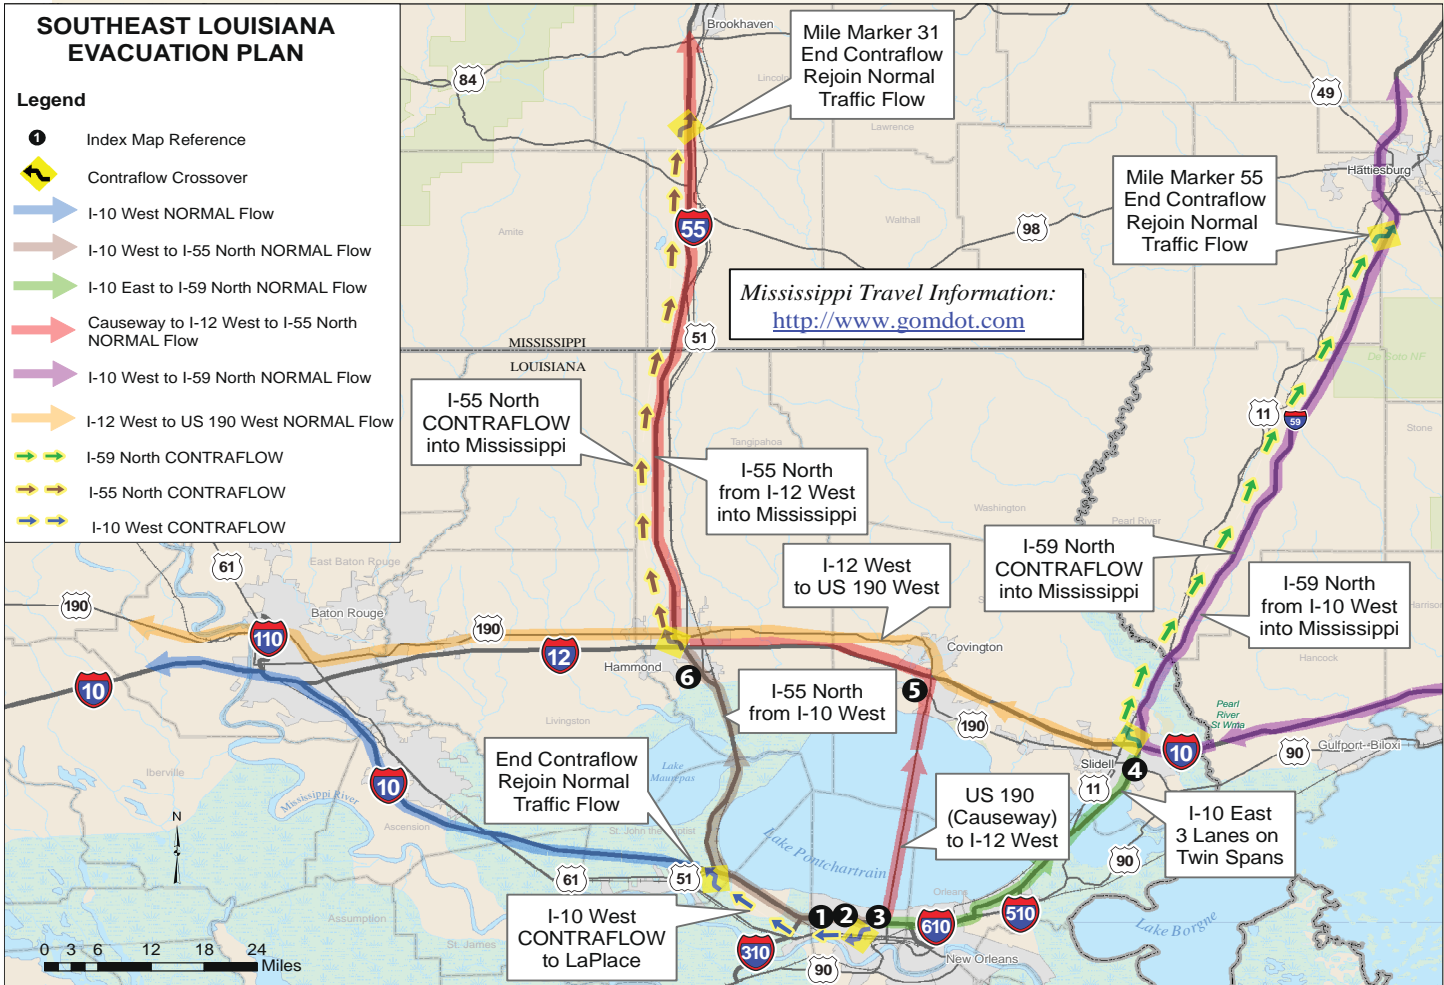 SOUTHEAST LOUISIANA
EVACUATION PLAN
Legend
1
Index Map Reference
Contraflow Crossover
I-10 West NORMAL Flow
I-10 West to I-55 North NORMAL Flow
I-10 East to I-59 North NORMAL Flow
Causeway to I-12 West to I-55 North
NORMAL Flow
I-10 West to I-59 North NORMAL Flow
I-12 West to US 190 West NORMAL Flow
I-59 North CONTRAFLOW
I-55 North CONTRAFLOW
I-10 West CONTRAFLOW
Brookhaven
Mile Marker 31
End Contraflow
Rejoin Normal
Traffic Flow
84
Lincoln
Lawrence
49
Hattiesburg
Mile Marker 55
End Contraflow
Rejoin Normal
Traffic Flow
Amite
55
Walthall
98
Mississippi Travel Information:
http://www.gomdot.com
51
MISSISSIPPI
LOUISIANA
De Soto NF
I-55 North
CONTRAFLOW
into Mississippi
Tangipahoa
11
59
Stone
I-55 North
from I-12 West
into Mississippi
Washington
Pearl River
I-59 North
CONTRAFLOW
into Mississippi
I-12 West
to US 190 West
I-59 North
from I-10 West
into Mississippi
Harrison
Hancock
61
East Baton Rouge
190
Baton Rouge
110
190
12
Hammond
6
Covington
5
10
I-55 North
from I-10 West
Livingston
190
Pearl
River
St Wma
10
90
Gulfport-Biloxi
Slidell
4
11
End Contraflow
Rejoin Normal
Traffic Flow
Lake
Maurepas
Iberville
Mississippi River
10
Ascension
St. John the Baptist
US 190
(Causeway)
to I-12 West
I-10 East
3 Lanes on
Twin Spans
Lake Pontchartrain
N
61
51
90
Orleans
I-10 West
CONTRAFLOW
to LaPlace
1
2
3
610
510
Lake Borgne
Assumption
St. James
310
90
New Orleans
0 3 6 12 18 24
Miles